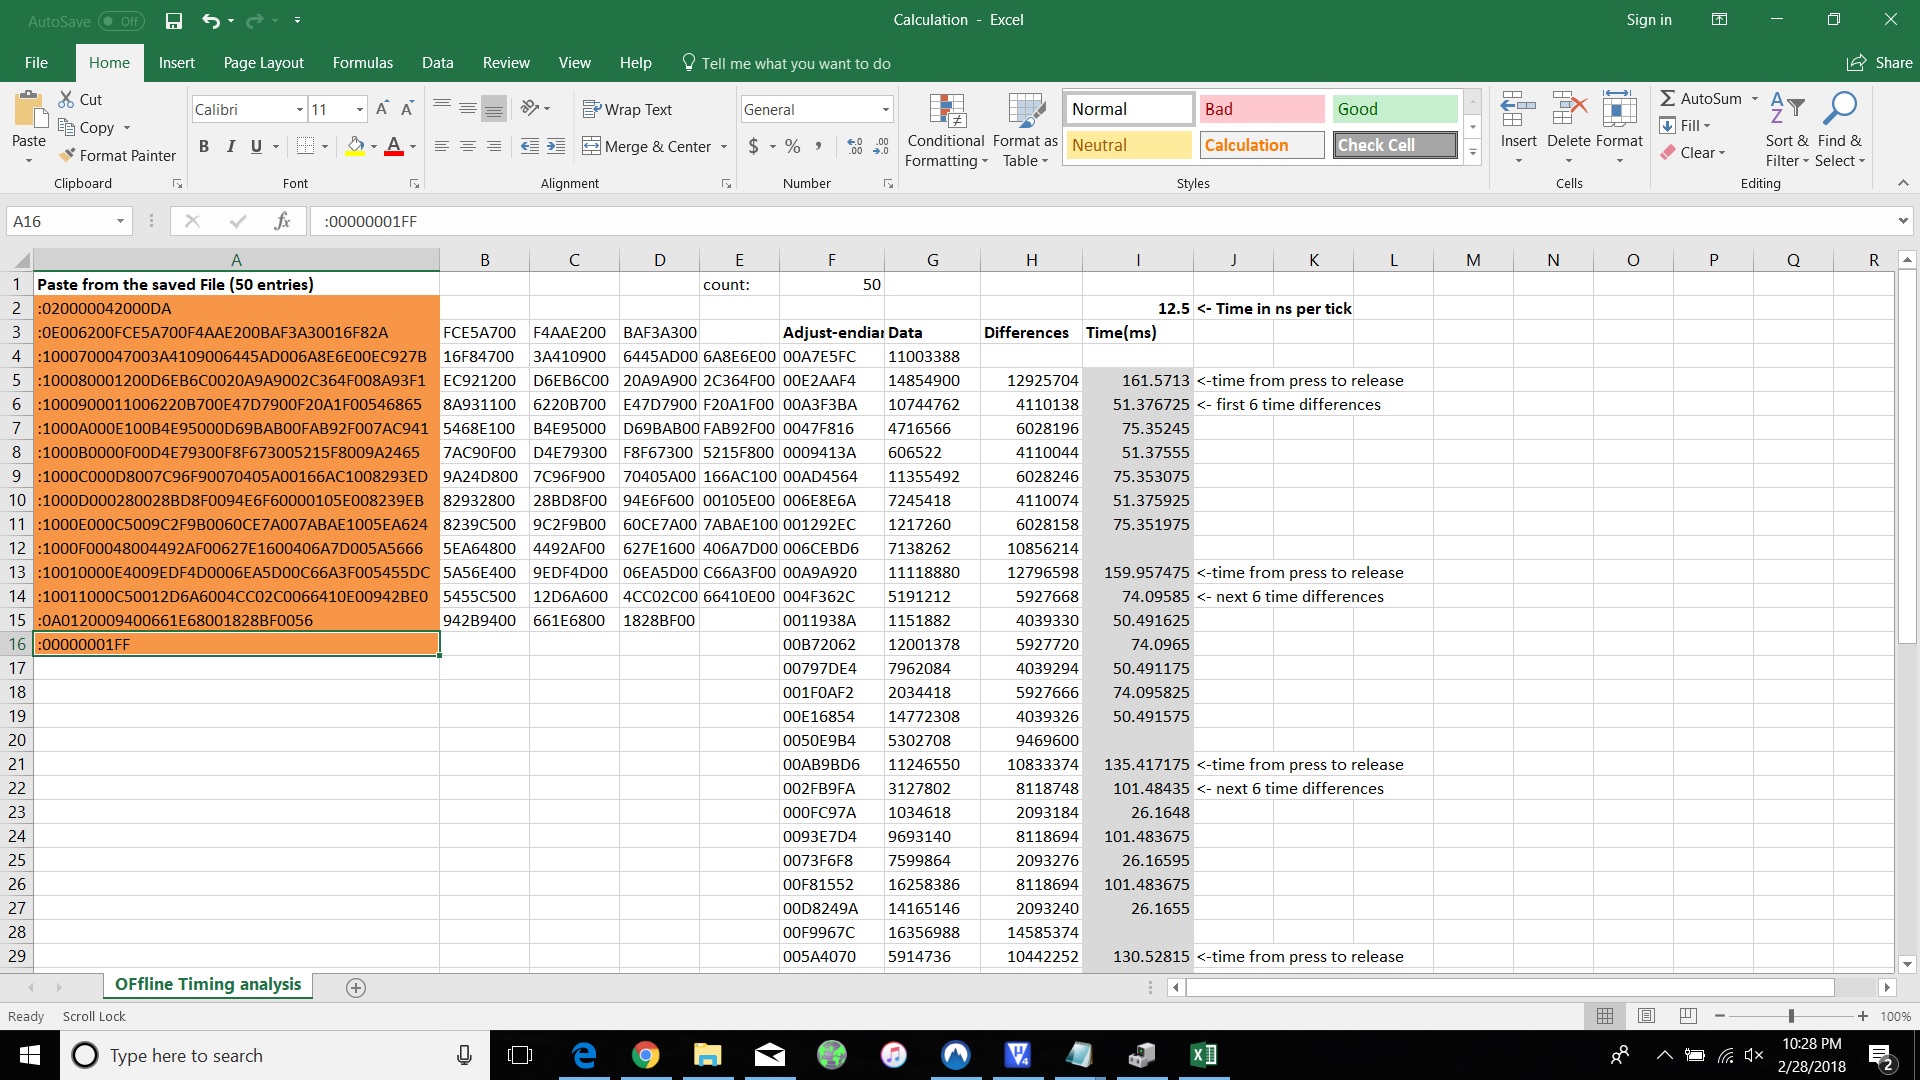 AutoSave Off
Calculation - Excel
Sign in
File Home Insert Page Layout Formulas Data Review View Help Tell me what you want to do Share
Paste Cut Copy Format Painter Clipboard
Calibri 11 B I U A Font
Wrap Text Merge & Center Alignment
General $ % , Number
Conditional Formatting Format as Table Normal Bad Good Neutral Calculation Check Cell Styles
Insert Delete Format Cells
AutoSum Fill Clear Sort & Filter Find & Select Editing
A16 fx :00000001FF
A B C D E F G H I J K L M N O P Q R
1 Paste from the saved File (50 entries) count: 50
2 :020000042000DA 12.5 <- Time in ns per tick
3 :0E006200FCE5A700F4AAE200BAF3A30016F82A FCE5A700 F4AAE200 BAF3A300 Adjust-endian Data Differences Time(ms)
4 :1000700047003A4109006445AD006A8E6E00EC927B 16F84700 3A410900 6445AD00 6A8E6E00 00A7E5FC 11003388
5 :100080001200D6EB6C0020A9A9002C364F008A93F1 EC921200 D6EB6C00 20A9A900 2C364F00 00E2AAF4 14854900 12925704 161.5713 <-time from press to release
6 :1000900011006220B700E47D7900F20A1F00546865 8A931100 6220B700 E47D7900 F20A1F00 00A3F3BA 10744762 4110138 51.376725 <- first 6 time differences
7 :1000A000E100B4E95000D69BAB00FAB92F007AC941 5468E100 B4E95000 D69BAB00 FAB92F00 0047F816 4716566 6028196 75.35245
8 :1000B0000F00D4E79300F8F673005215F8009A2465 7AC90F00 D4E79300 F8F67300 5215F800 0009413A 606522 4110044 51.37555
9 :1000C000D8007C96F90070405A00166AC1008293ED 9A24D800 7C96F900 70405A00 166AC100 00AD4564 11355492 6028246 75.353075
10 :1000D000280028BD8F0094E6F60000105E008239EB 82932800 28BD8F00 94E6F600 00105E00 006E8E6A 7245418 4110074 51.375925
11 :1000E000C5009C2F9B0060CE7A007ABAE1005EA624 8239C500 9C2F9B00 60CE7A00 7ABAE100 001292EC 1217260 6028158 75.351975
12 :1000F00048004492AF00627E1600406A7D005A5666 5EA64800 4492AF00 627E1600 406A7D00 006CEBD6 7138262 10856214
13 :10010000E4009EDF4D0006EA5D00C66A3F005455DC 5A56E400 9EDF4D00 06EA5D00 C66A3F00 00A9A920 11118880 12796598 159.957475 <-time from press to release
14 :10011000C50012D6A6004CC02C0066410E00942BE0 5455C500 12D6A600 4CC02C00 66410E00 004F362C 5191212 5927668 74.09585 <- next 6 time differences
15 :0A0120009400661E68001828BF0056 942B9400 661E6800 1828BF00 0011938A 1151882 4039330 50.491625
16 :00000001FF 00B72062 12001378 5927720 74.0965
17 00797DE4 7962084 4039294 50.491175
18 001F0AF2 2034418 5927666 74.095825
19 00E16854 14772308 4039326 50.491575
20 0050E9B4 5302708 9469600
21 00AB9BD6 11246550 10833374 135.417175 <-time from press to release
22 002FB9FA 3127802 8118748 101.48435 <- next 6 time differences
23 000FC97A 1034618 2093184 26.1648
24 0093E7D4 9693140 8118694 101.483675
25 0073F6F8 7599864 2093276 26.16595
26 00F81552 16258386 8118694 101.483675
27 00D8249A 14165146 2093240 26.1655
28 00F9967C 16356988 14585374
29 005A4070 5914736 10442252 130.52815 <-time from press to release
OFfline Timing analysis
Ready Scroll Lock 100%
Type here to search
10:28 PM
2/28/2018
2